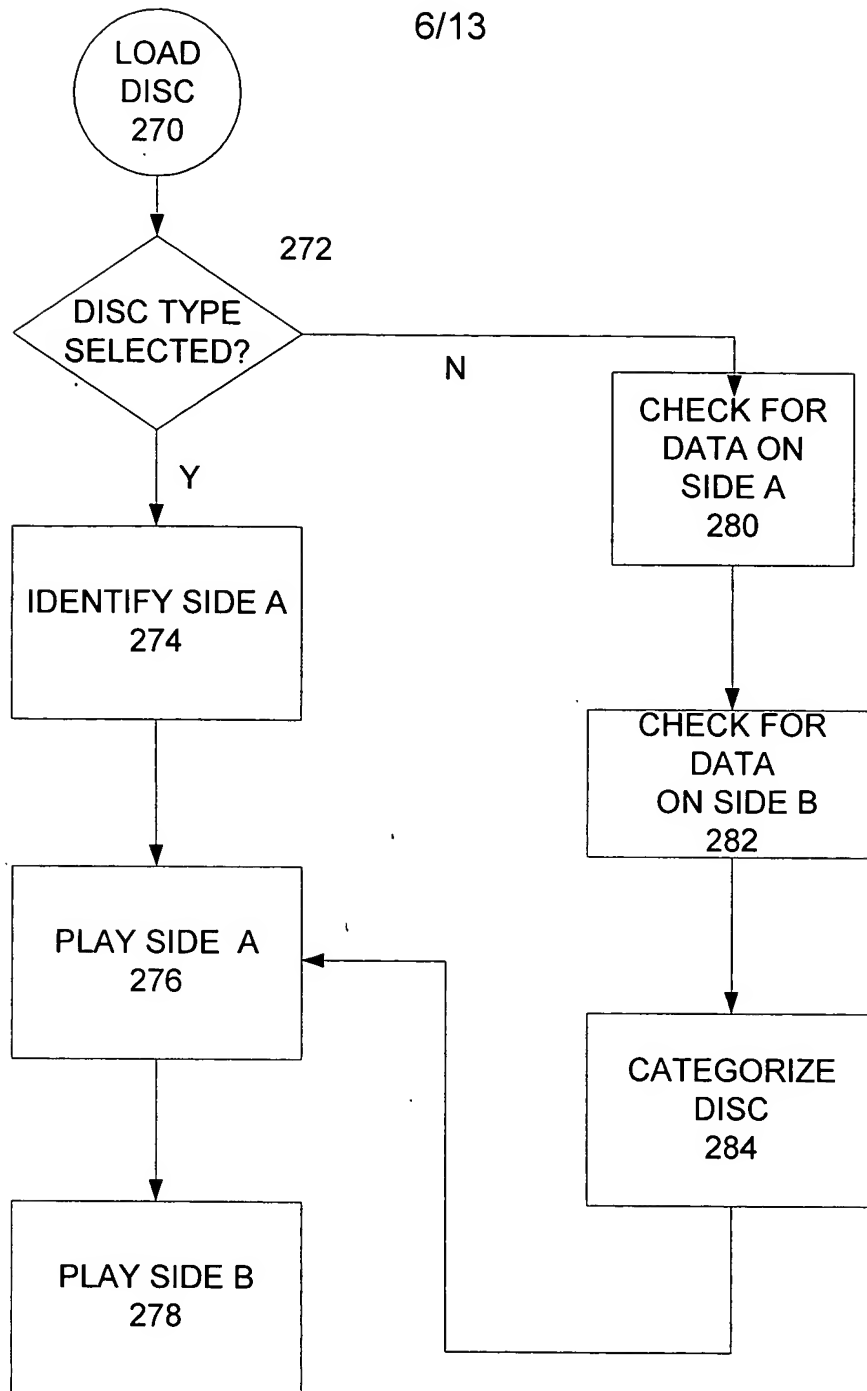 6/13
LOAD
DISC
270
272
DISC TYPE
SELECTED?
N
Y
CHECK FOR
DATA ON
SIDE A
280
IDENTIFY SIDE A
274
CHECK FOR
DATA
ON SIDE B
282
PLAY SIDE A
276
CATEGORIZE
DISC
284
PLAY SIDE B
278